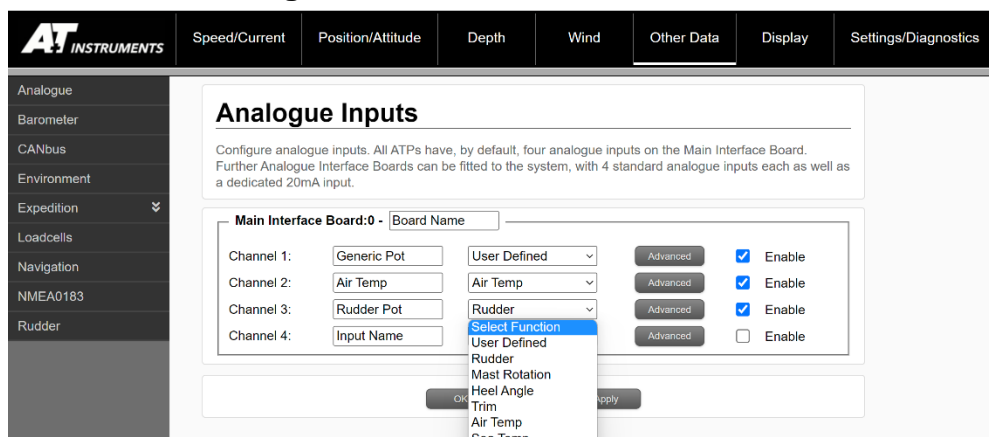 AT INSTRUMENTS
Speed/Current
Position/Attitude
Depth
Wind
Other Data
Display
Settings/Diagnostics
Analogue
Barometer
CANbus
Environment
Expedition
Loadcells
Navigation
NMEA0183
Rudder
Analogue Inputs
Configure analogue inputs. All ATPs have, by default, four analogue inputs on the Main Interface Board.
Further Analogue Interface Boards can be fitted to the system, with 4 standard analogue inputs each as well as
a dedicated 20mA input.
Main Interface Board:0 - Board Name
Channel 1: Generic Pot User Defined Advanced Enable
Channel 2: Air Temp Air Temp Advanced Enable
Channel 3: Rudder Pot Rudder Advanced Enable
Channel 4: Input Name Advanced Enable
Select Function
User Defined
Rudder
Mast Rotation
Heel Angle
Trim
Air Temp
OK
Apply